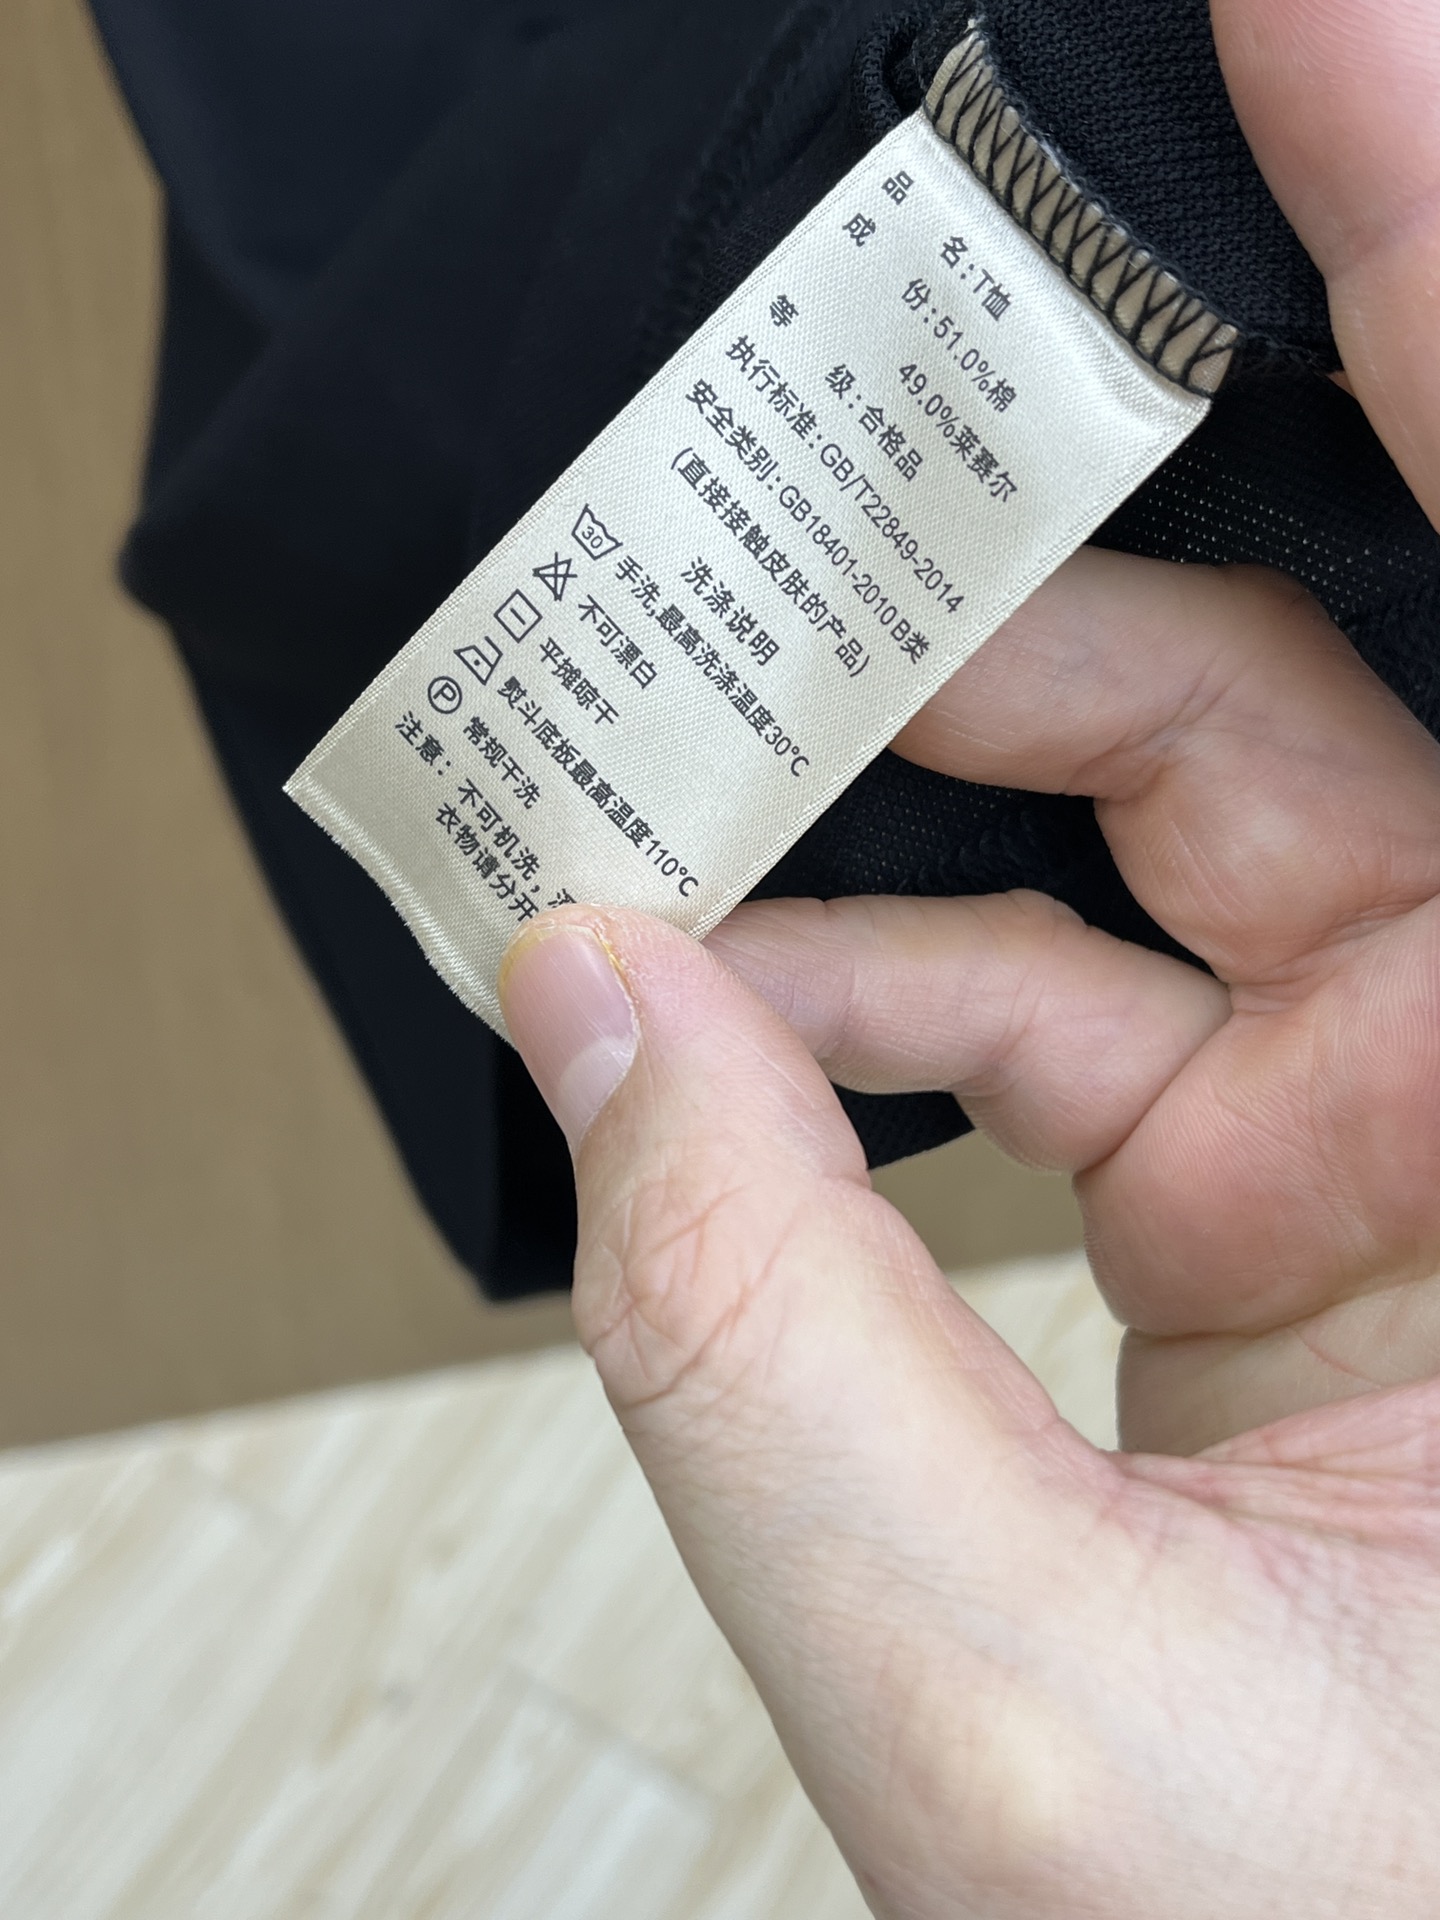 品 名：T恤
成 份：51.0%棉
49.0%莱赛尔
等 级：合格品
执行标准：GB/T22849-2014
安全类别：GB18401-2010B类
(直接接触皮肤的产品)
洗涤说明
30 手洗,最高洗涤温度30℃
不可漂白
平摊晾干
熨斗底板最高温度110℃
P 常规干洗
注意：不可机洗，
衣物请分开